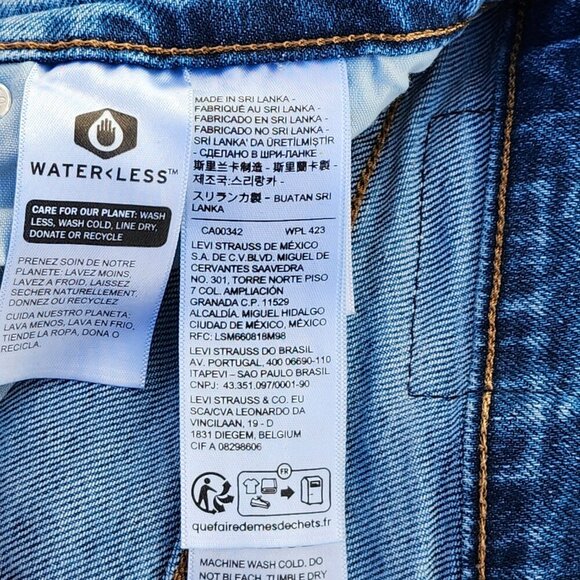 WATER<LESS™
CARE FOR OUR PLANET: WASH
LESS, WASH COLD, LINE DRY,
DONATE OR RECYCLE
PRENEZ SOIN DE NOTRE
PLANETE: LAVEZ MOINS,
LAVEZ A FROID, LAISSEZ
SECHER NATURELLEMENT,
DONNEZ OU RECYCLEZ
CUIDA NUESTRO PLANETA:
LAVA MENOS, LAVA EN FRIO,
TIENDE LA ROPA, DONA O
RECICLA.
MADE IN SRI LANKA -
FABRIQUÉ AU SRI LANKA -
FABRICADO EN SRI LANKA -
FABRICADO NO SRI LANKA -
SRI LANKA' DA ÜRETİLMİŞTİR
- СДЕЛАНО В ШРИ-ЛАНКЕ -
斯里兰卡制造 - 斯里蘭卡製造 -
제조국:스리랑카 -
スリランカ製 - BUATAN SRI
LANKA
CA00342 WPL 423
LEVI STRAUSS DE MÉXICO
S.A. DE C.V.BLVD. MIGUEL DE
CERVANTES SAAVEDRA
NO. 301, TORRE NORTE PISO
7 COL. AMPLIACIÓN
GRANADA C.P. 11529
ALCALDÍA. MIGUEL HIDALGO
CIUDAD DE MÉXICO, MÉXICO
RFC: LSM660818M98
LEVI STRAUSS DO BRASIL
AV. PORTUGAL, 400 06690-110
ITAPEVI – SAO PAULO BRASIL
CNPJ: 43.351.097/0001-90
LEVI STRAUSS & CO. EU
SCA/CVA LEONARDO DA
VINCILAAN, 19 - D
1831 DIEGEM, BELGIUM
CIF A 08298606
FR
quefairedemesdechets.fr
MACHINE WASH COLD. DO
NOT BLEACH. TUMBLE DRY